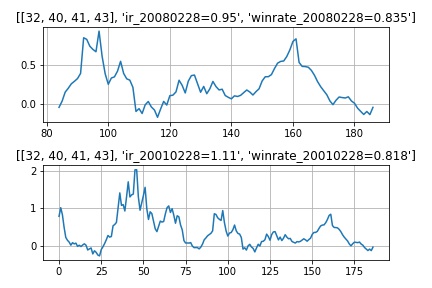 [[32, 40, 41, 43], 'ir_20080228=0.95', 'winrate_20080228=0.835']
0.5
0.0
80 100 120 140 160 180
[[32, 40, 41, 43], 'ir_20010228=1.11', 'winrate_20010228=0.818']
2
1
0
0 25 50 75 100 125 150 175